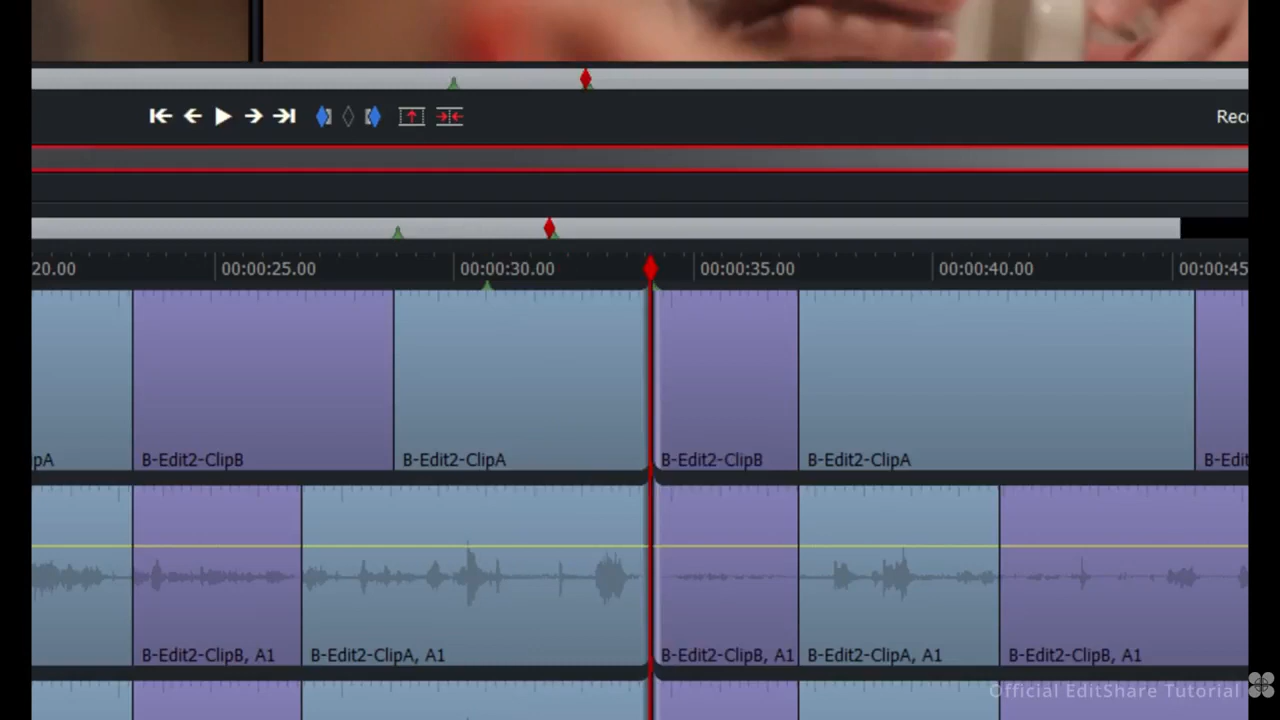 Reco
20.00 00:00:25.00 00:00:30.00 00:00:35.00 00:00:40.00 00:00:45
pA B-Edit2-ClipB B-Edit2-ClipA B-Edit2-ClipB B-Edit2-ClipA B-Edit
B-Edit2-ClipB, A1 B-Edit2-ClipA, A1 B-Edit2-ClipB, A1 B-Edit2-ClipA, A1 B-Edit2-ClipB, A1
Official EditShare Tutorial